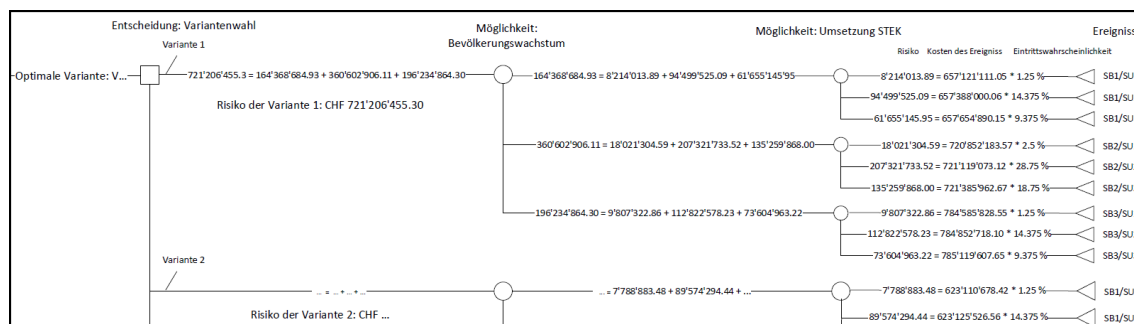 Entscheidung: Variantenwahl
Möglichkeit:
Bevölkerungswachstum
Möglichkeit: Umsetzung STEK
Ereigniss
Risiko Kosten des Ereigniss Eintrittswahrscheinlichkeit
Variante 1
Optimale Variante: V...
721'206'455.3 = 164'368'684.93 + 360'602'906.11 + 196'234'864.30
164'368'684.93 = 8'214'013.89 + 94'499'525.09 + 61'655'145'95
8'214'013.89 = 657'121'111.05 * 1.25 %
SB1/SU
94'499'525.09 = 657'388'000.06 * 14.375 %
SB1/SU
Risiko der Variante 1: CHF 721'206'455.30
61'655'145.95 = 657'654'890.15 * 9.375 %
SB1/SU
360'602'906.11 = 18'021'304.59 + 207'321'733.52 + 135'259'868.00
18'021'304.59 = 720'852'183.57 * 2.5 %
SB2/SU
207'321'733.52 = 721'119'073.12 * 28.75 %
SB2/SU
135'259'868.00 = 721'385'962.67 * 18.75 %
SB2/SU
196'234'864.30 = 9'807'322.86 + 112'822'578.23 + 73'604'963.22
9'807'322.86 = 784'585'828.55 * 1.25 %
SB3/SU
112'822'578.23 = 784'852'718.10 * 14.375 %
SB3/SU
73'604'963.22 = 785'119'607.65 * 9.375 %
SB3/SU
Variante 2
... = ... + ... + ...
... = 7'788'883.48 + 89'574'294.44 + ...
7'788'883.48 = 623'110'678.42 * 1.25 %
SB1/SU
Risiko der Variante 2: CHF ...
89'574'294.44 = 623'125'526.56 * 14.375 %
SB1/SU